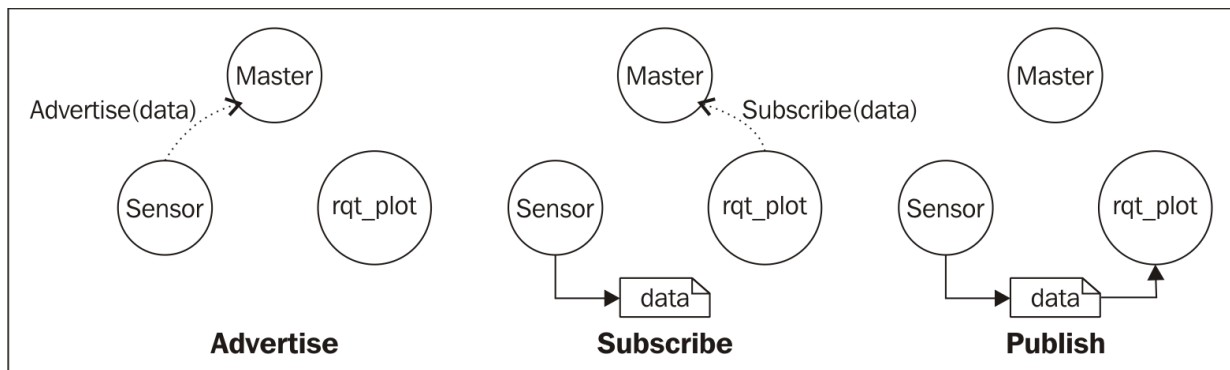 Master
Advertise(data)
Sensor
rqt_plot
Advertise
Master
Subscribe(data)
Sensor
rqt_plot
data
Subscribe
Master
Sensor
rqt_plot
data
Publish